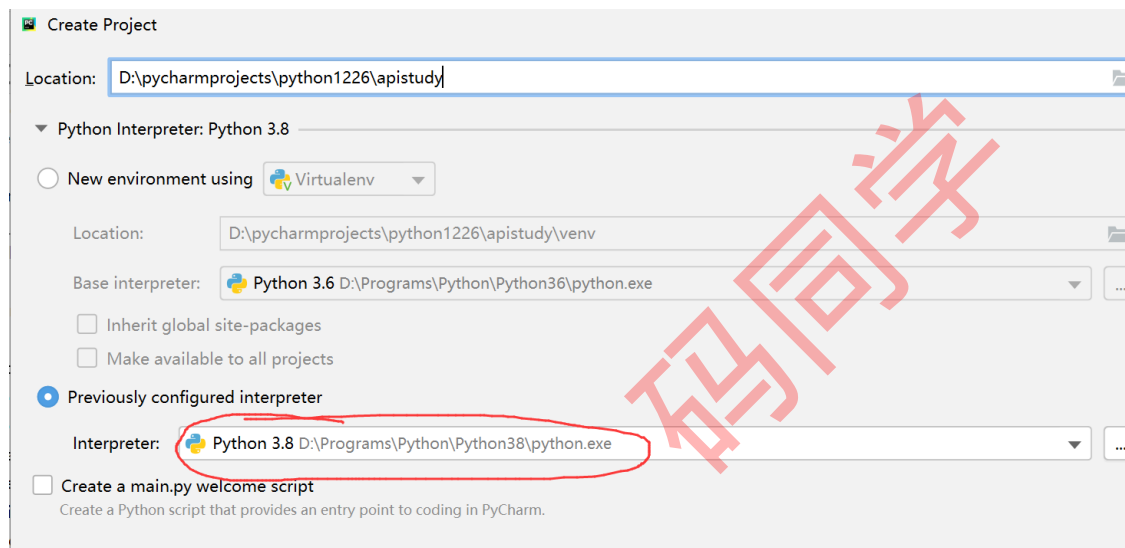 Create Project
Location: D:\pycharmprojects\python1226\apistudy
Python Interpreter: Python 3.8
New environment using Virtualenv
Location: D:\pycharmprojects\python1226\apistudy\venv
Base interpreter: Python 3.6 D:\Programs\Python\Python36\python.exe ...
Inherit global site-packages
Make available to all projects
Previously configured interpreter
Interpreter: Python 3.8 D:\Programs\Python\Python38\python.exe ...
Create a main.py welcome script
Create a Python script that provides an entry point to coding in PyCharm.
码同学